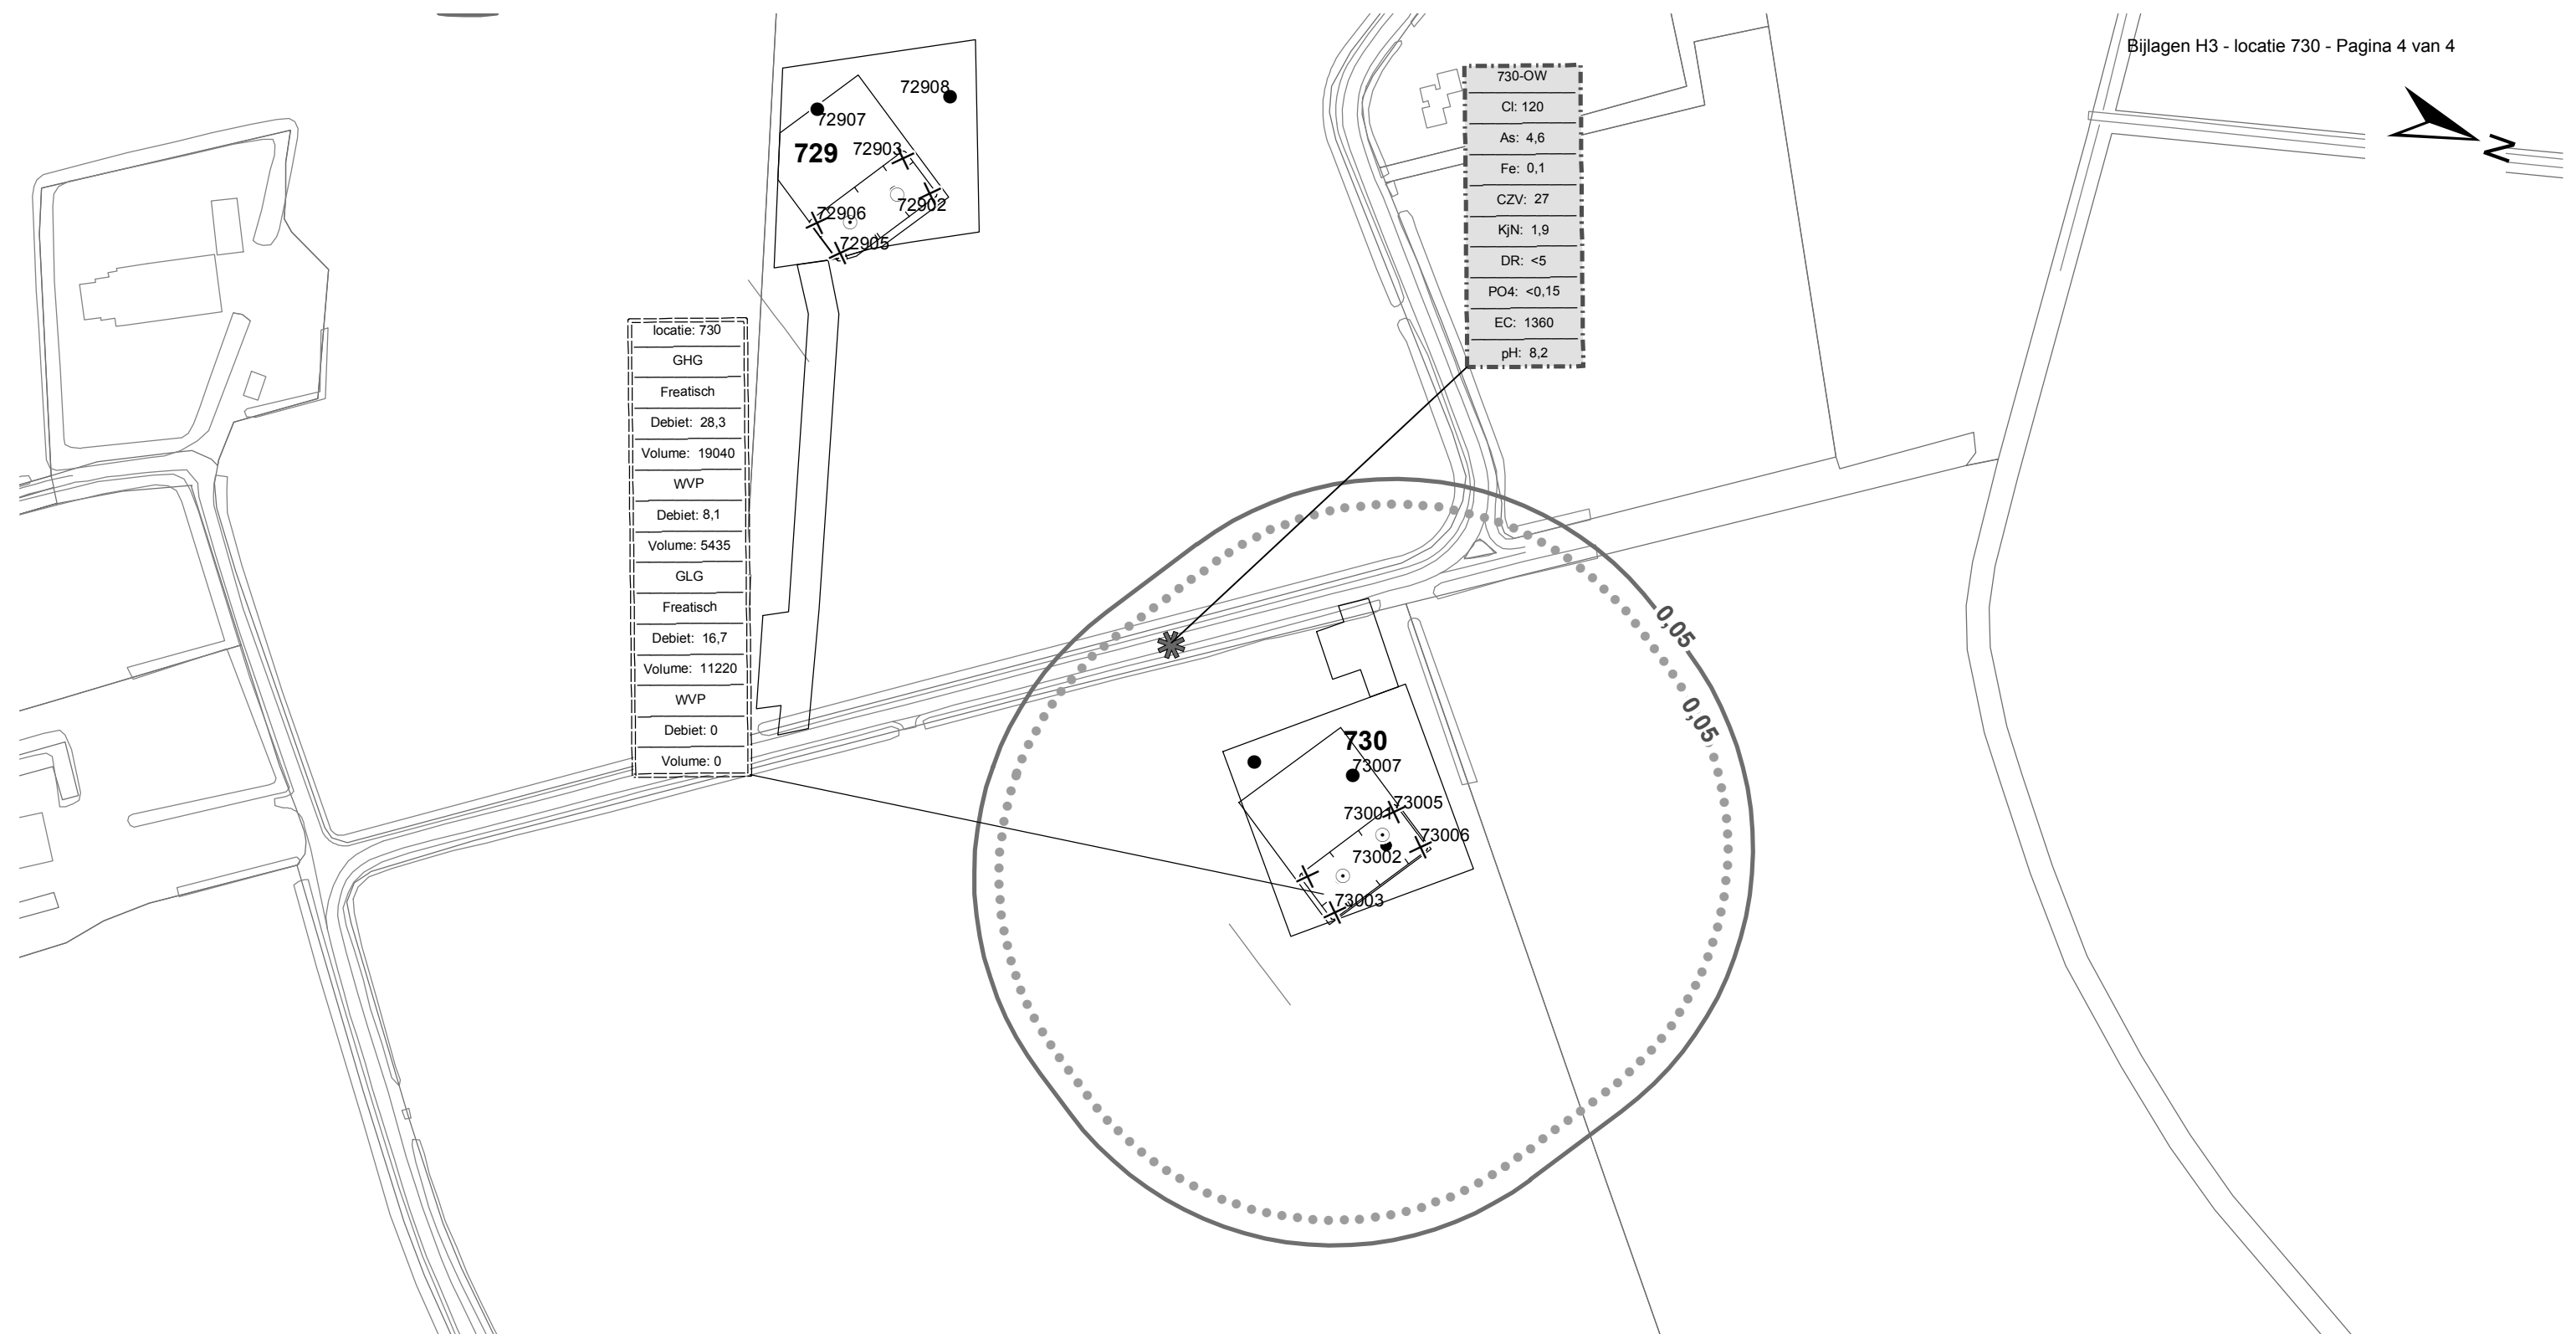 Bijlagen H3 - locatie 730 - Pagina 4 van 4
N
72908
72907
729
72903
72902
72906
72905
730-OW
Cl: 120
As: 4,6
Fe: 0,1
CZV: 27
KjN: 1,9
DR: <5
PO4: <0,15
EC: 1360
pH: 8,2
locatie: 730
GHG
Freatisch
Debiet: 28,3
Volume: 19040
WVP
Debiet: 8,1
Volume: 5435
GLG
Freatisch
Debiet: 16,7
Volume: 11220
WVP
Debiet: 0
Volume: 0
0,05
0,05
730
73007
73005
73001
73006
73002
73003